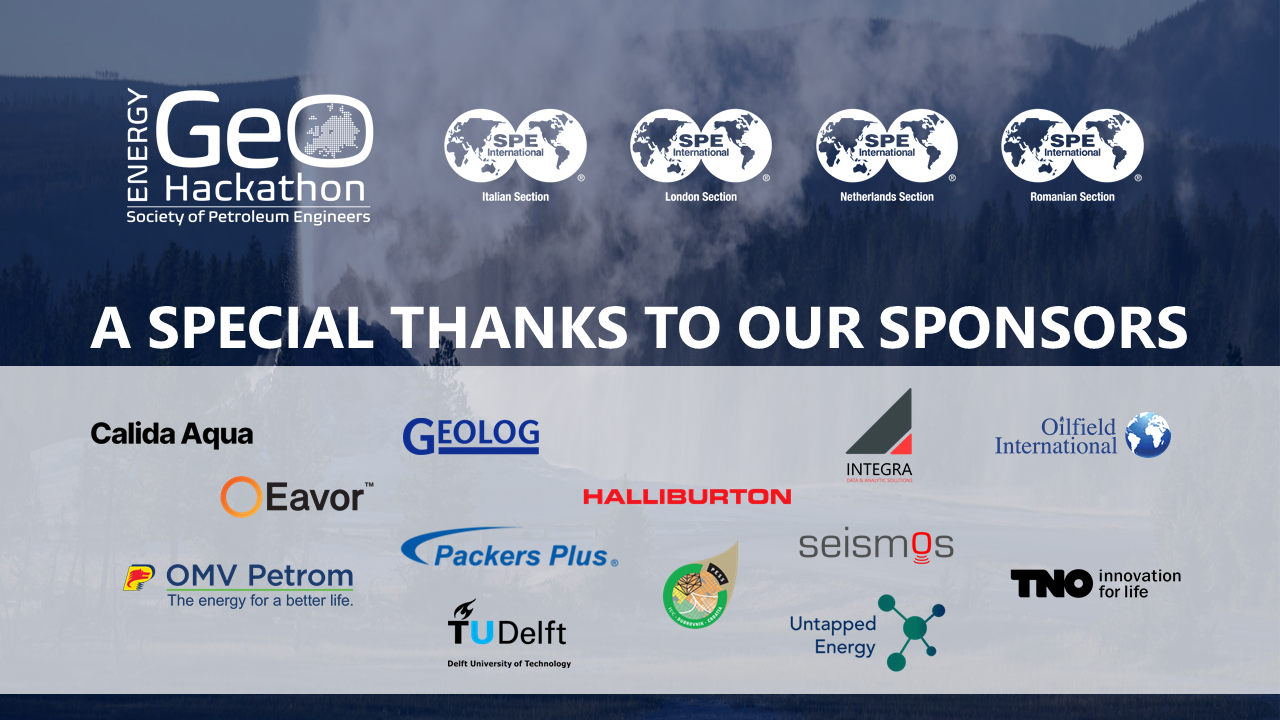 ENERGY
GeO
Hackathon
Society of Petroleum Engineers
SPE
International
®
Italian Section
SPE
International
®
London Section
SPE
International
®
Netherlands Section
SPE
International
®
Romanian Section
A SPECIAL THANKS TO OUR SPONSORS
Calida Aqua
GEOLOG
INTEGRA
DATA & ANALYTIC SOLUTIONS
Oilfield
International
Eavor™
HALLIBURTON
Packers Plus®
seismos
OMV Petrom
The energy for a better life.
TNO innovation
for life
TUDelft
Delft University of Technology
Untapped
Energy